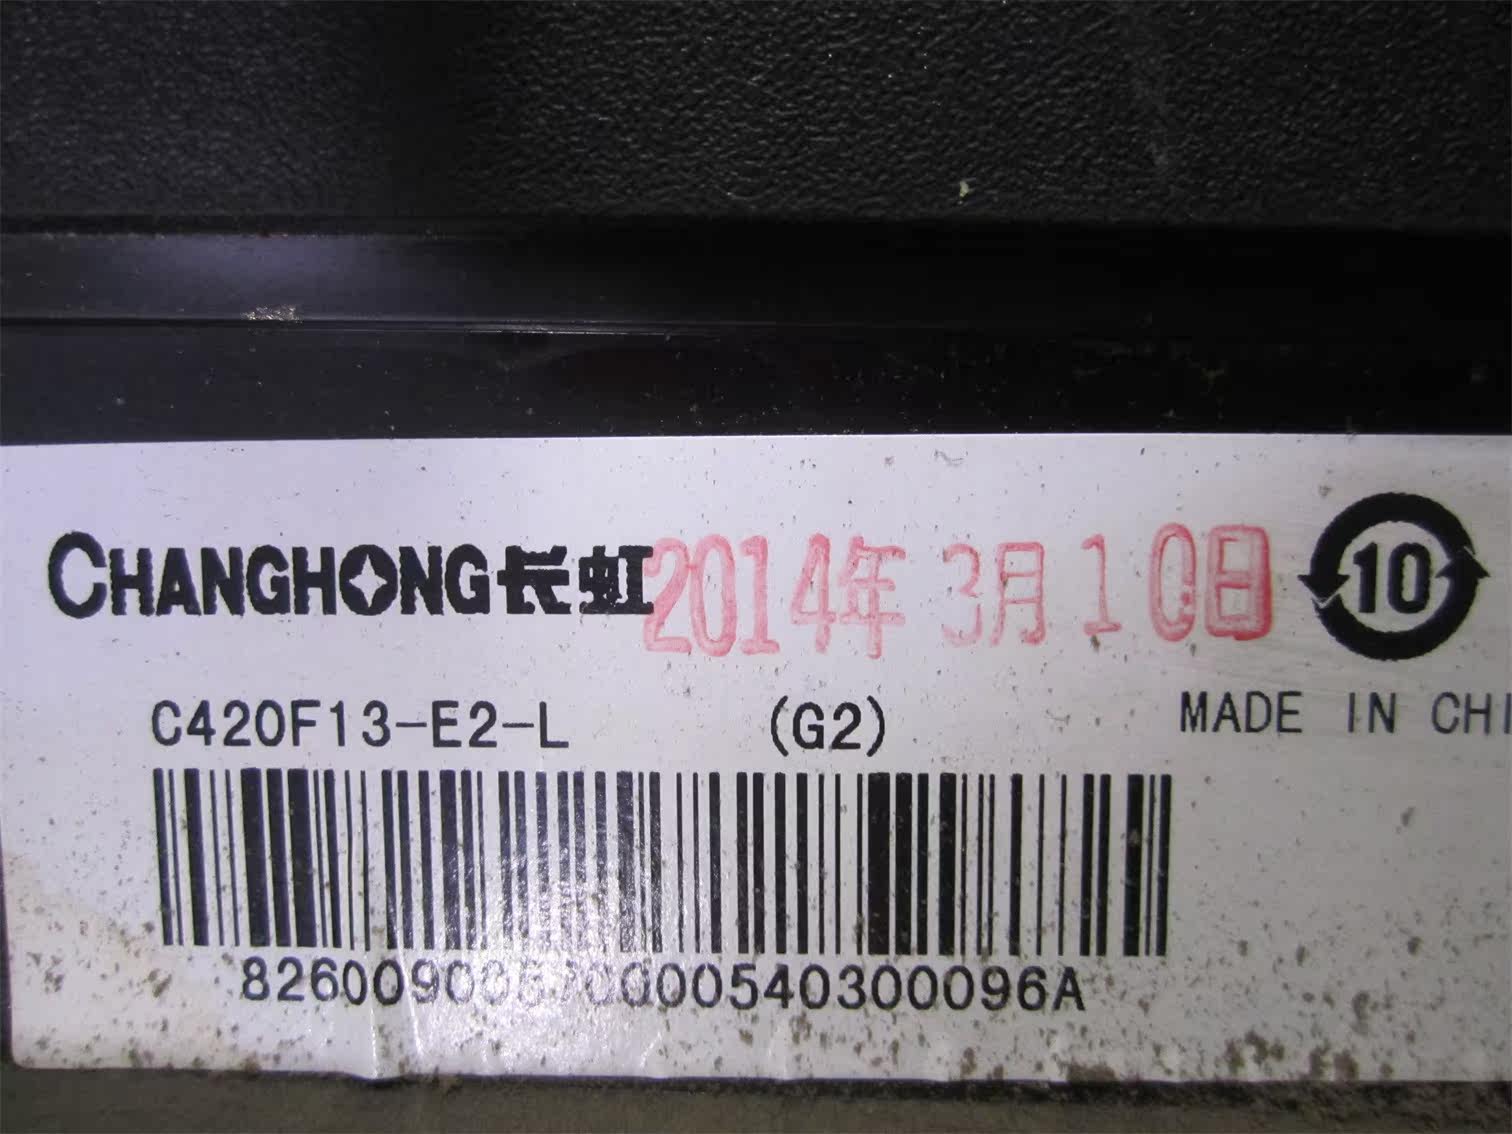 CHANGHONG长虹 2014年3月10日 10
C420F13-E2-L (G2) MADE IN CHI